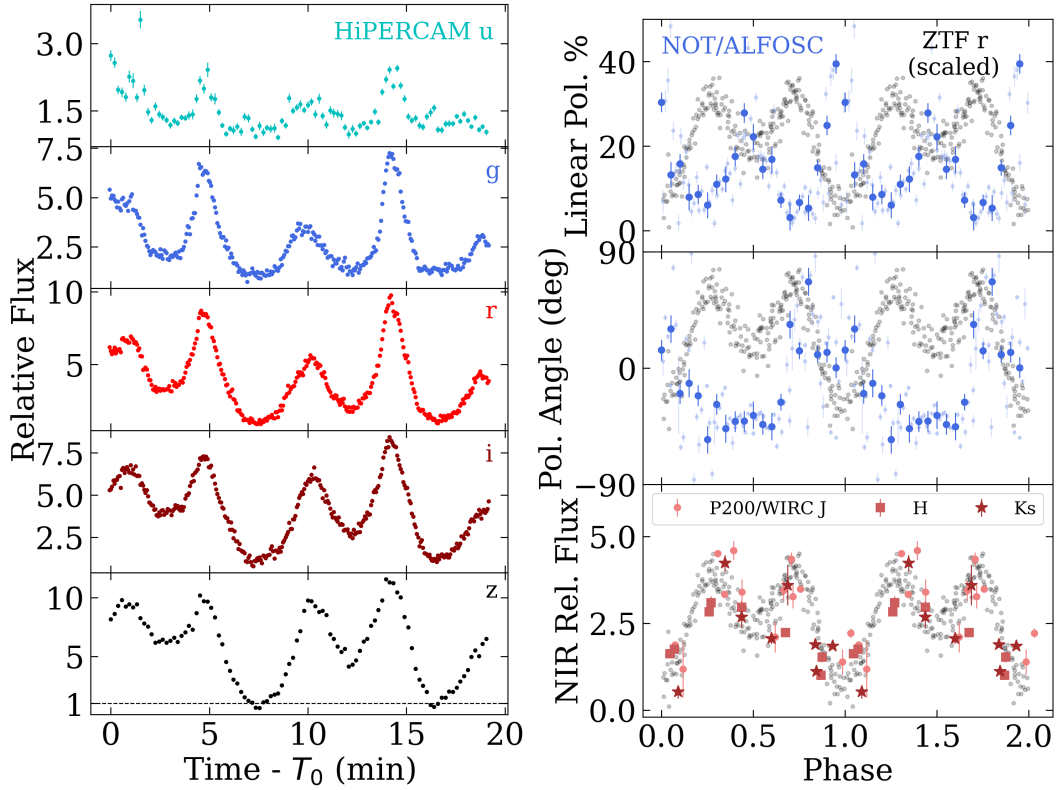 HiPERCAM u
3.0
1.5
7.5
g
5.0
2.5
10
r
5
7.5
i
5.0
2.5
10
z
5
1
0
5
10
15
20
Time - T₀ (min)
Relative Flux
NOT/ALFOSC
ZTF r
(scaled)
40
20
0
Linear Pol. %
90
0
−90
Pol. Angle (deg)
P200/WIRC J
H
Ks
5.0
2.5
0.0
NIR Rel. Flux
0.0
0.5
1.0
1.5
2.0
Phase